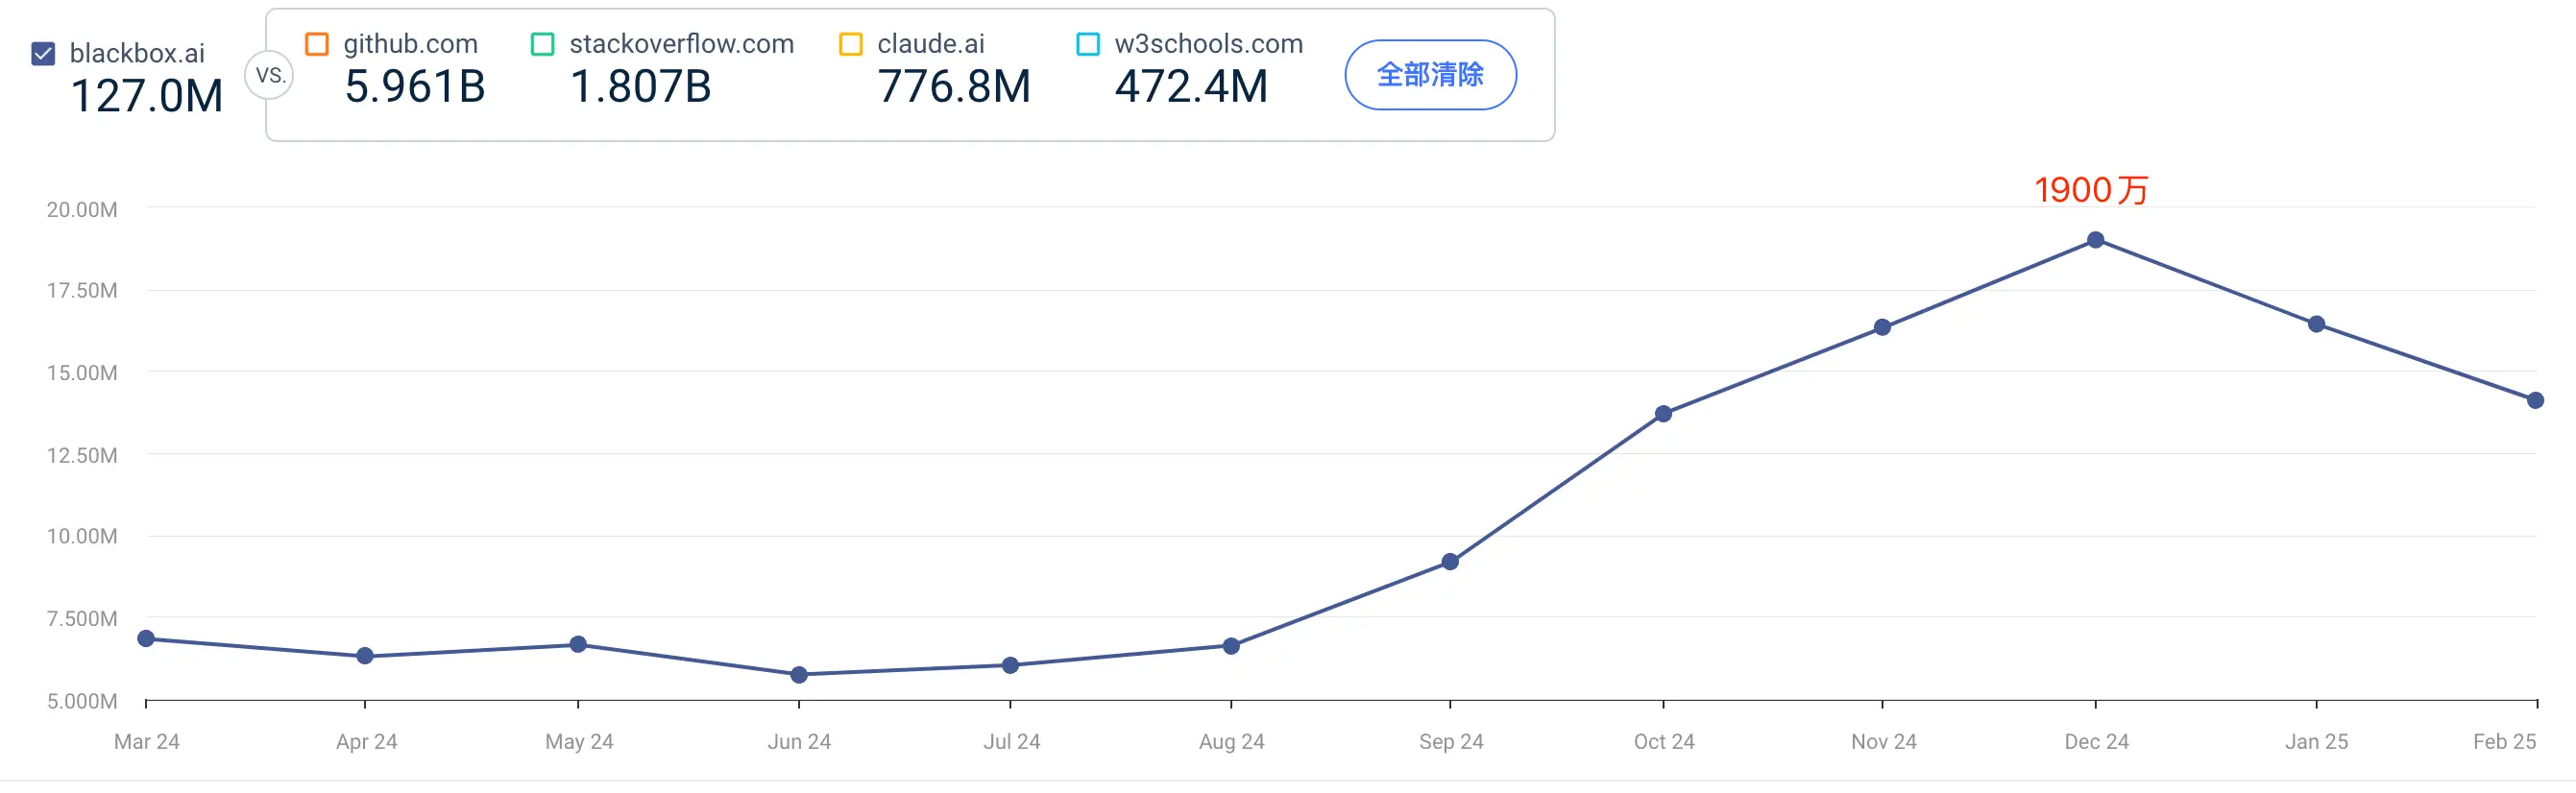 blackbox.ai
127.0M
VS.
github.com
5.961B
stackoverflow.com
1.807B
claude.ai
776.8M
w3schools.com
472.4M
全部清除
1900万
20.00M
17.50M
15.00M
12.50M
10.00M
7.500M
5.000M
Mar 24 Apr 24 May 24 Jun 24 Jul 24 Aug 24 Sep 24 Oct 24 Nov 24 Dec 24 Jan 25 Feb 25